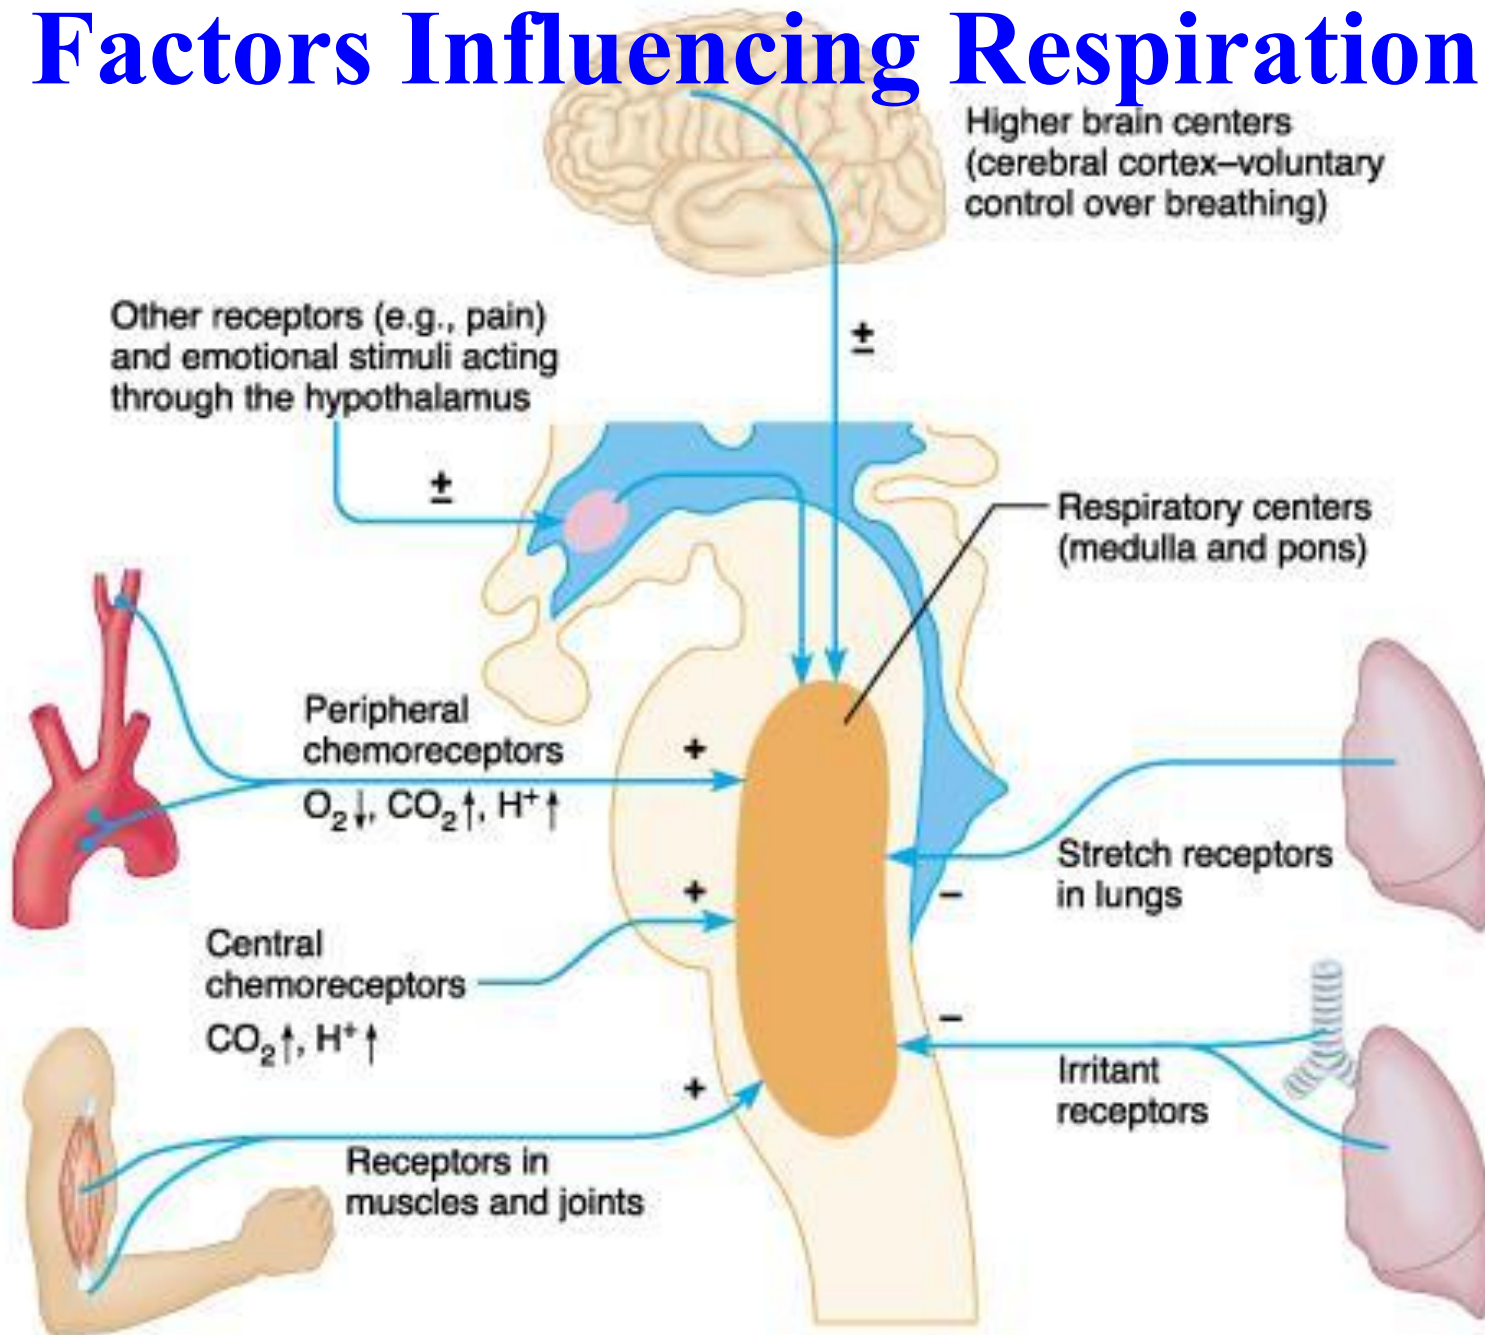 Factors Influencing Respiration
Higher brain centers
(cerebral cortex–voluntary
control over breathing)
Other receptors (e.g., pain)
and emotional stimuli acting
through the hypothalamus
±
±
Respiratory centers
(medulla and pons)
Peripheral
chemoreceptors
+
O₂↓, CO₂↑, H⁺↑
Stretch receptors
in lungs
–
+
Central
chemoreceptors
CO₂↑, H⁺↑
–
Irritant
receptors
+
Receptors in
muscles and joints